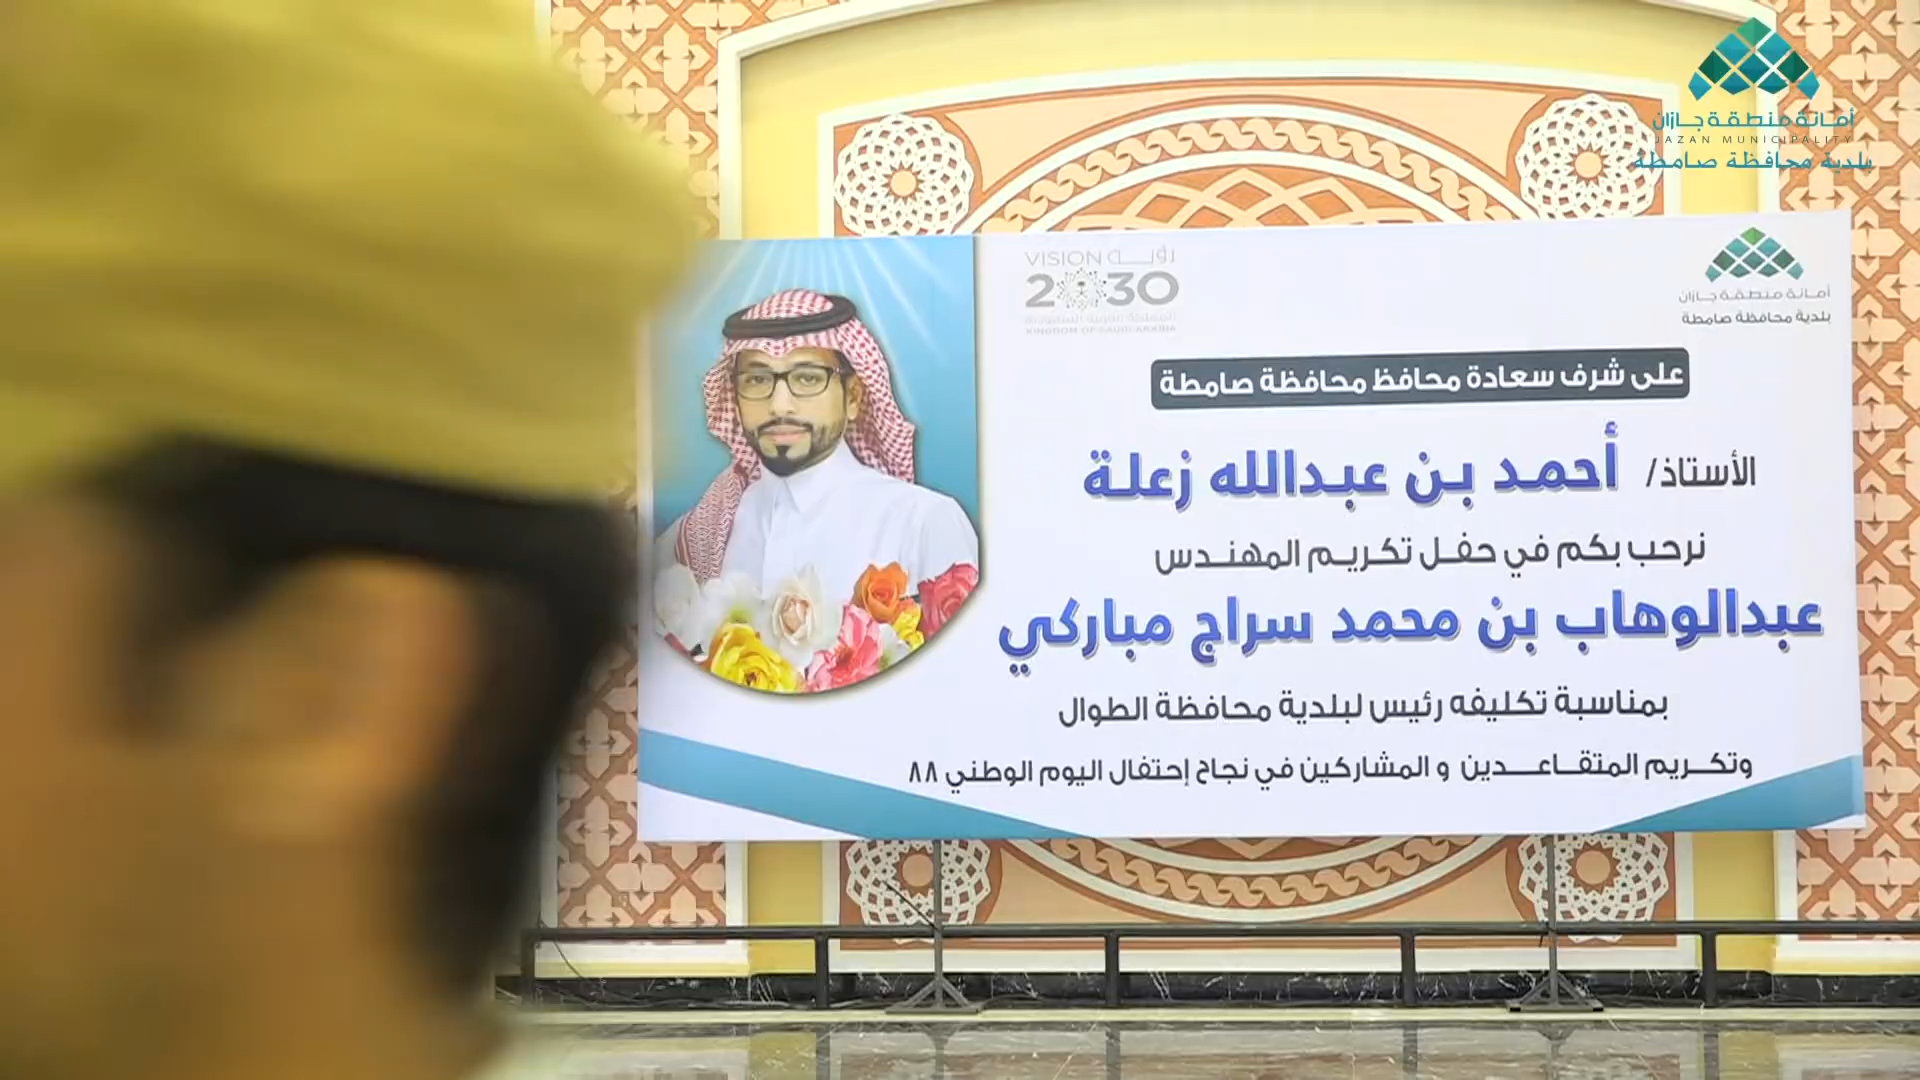 أمانة منطقة جازان
JAZAN MUNICIPALITY
بلدية محافظة صامطة
VISION رؤيـــة
2030
المملكة العربية السعودية
KINGDOM OF SAUDI ARABIA
أمانة منطقة جازان
بلدية محافظة صامطة
على شرف سعادة محافظ محافظة صامطة
الأستاذ/ أحمد بن عبدالله زعلة
نرحب بكم في حفل تكريم المهندس
عبدالوهاب بن محمد سراج مباركي
بمناسبة تكليفه رئيس لبلدية محافظة الطوال
وتكريم المتقاعدين و المشاركين في نجاح إحتفال اليوم الوطني ٨٨